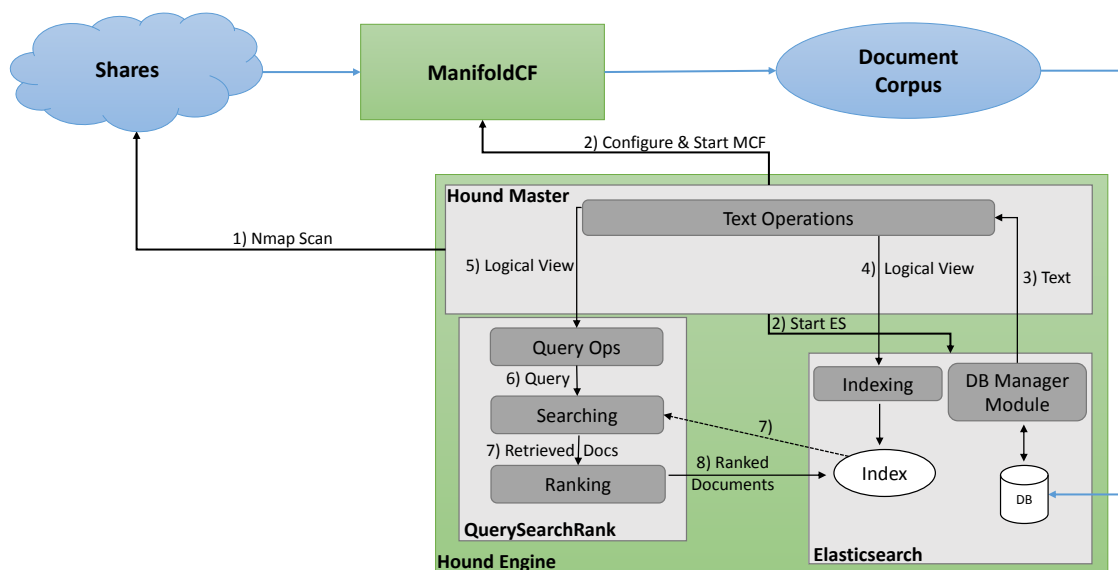 Shares
ManifoldCF
Document
Corpus
2) Configure & Start MCF
Hound Master
Text Operations
1) Nmap Scan
5) Logical View
4) Logical View
3) Text
2) Start ES
Query Ops
6) Query
Searching
7) Retrieved Docs
Ranking
QuerySearchRank
Hound Engine
7)
8) Ranked
Documents
Indexing
DB Manager
Module
Index
DB
Elasticsearch